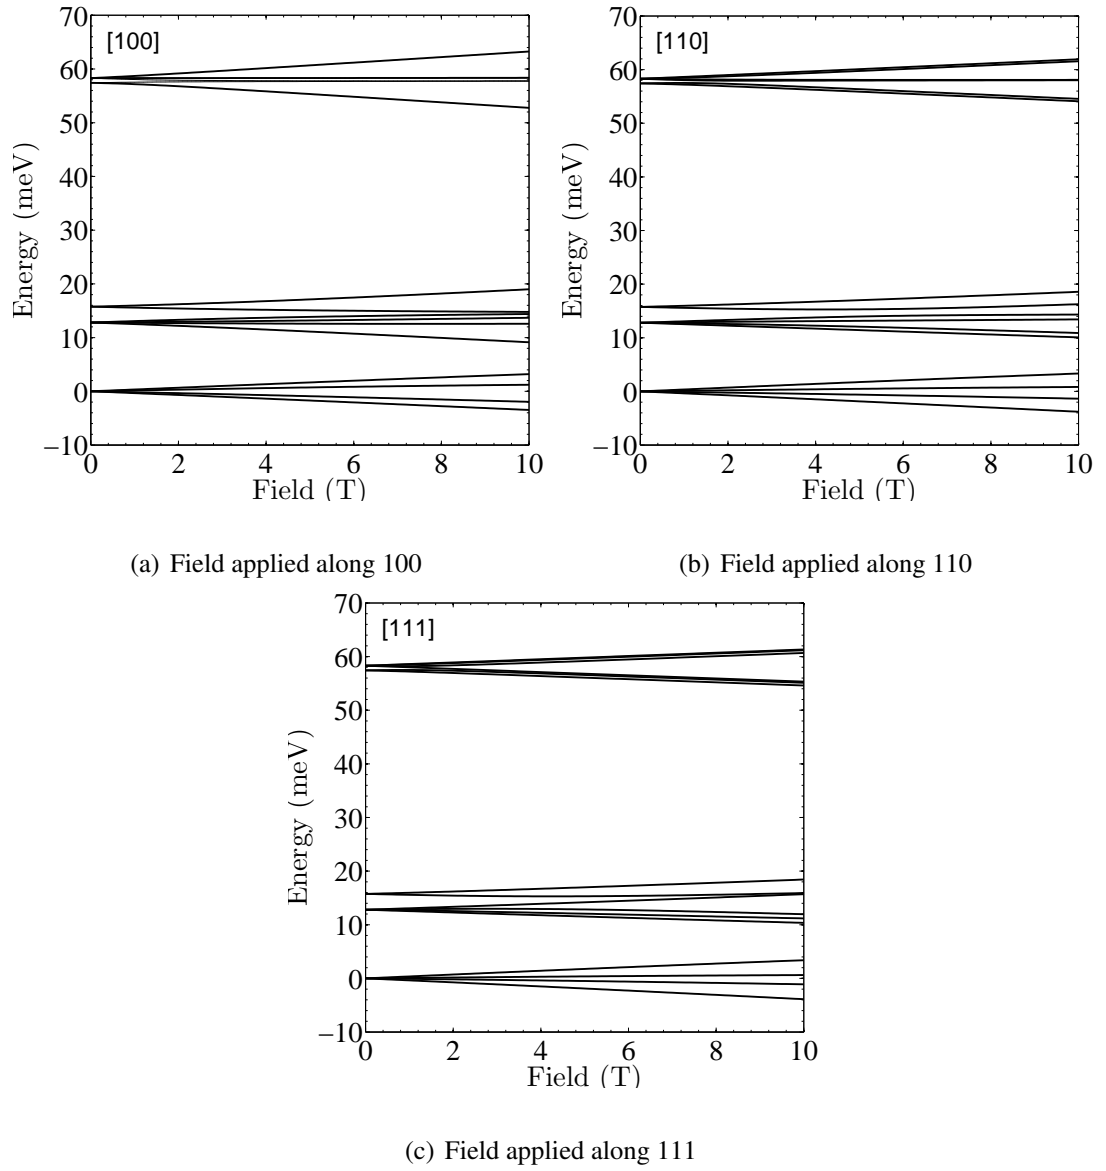 70
60
50
40
30
20
10
0
−10
Energy (meV)
[100]
0 2 4 6 8 10
Field (T)
70
60
50
40
30
20
10
0
−10
Energy (meV)
[110]
0 2 4 6 8 10
Field (T)
(a) Field applied along 100
(b) Field applied along 110
70
60
50
40
30
20
10
0
−10
Energy (meV)
[111]
0 2 4 6 8 10
Field (T)
(c) Field applied along 111